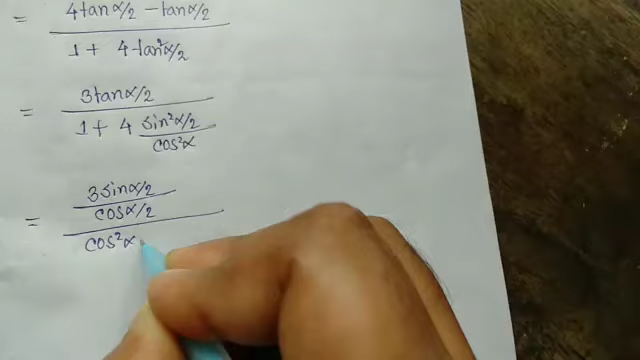 = 4tanα/2 - tanα/2
1 + 4tan²α/2
= 3tanα/2
1 + 4 sin²α/2
cos²α
= 3sinα/2
cosα/2
cos²α